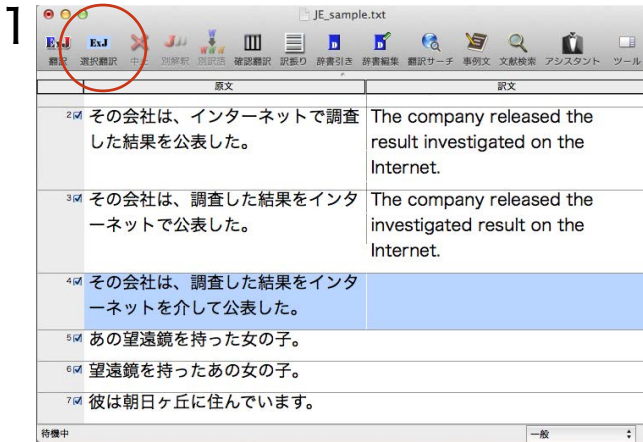 1
JE_sample.txt
翻訳 選択翻訳 中止 別解釈 別訳語 確認翻訳 訳振り 辞書引き 辞書編集 翻訳サーチ 事例文 文献検索 アシスタント ツール
原文 訳文
2 その会社は、インターネットで調査
した結果を公表した。
The company released the
result investigated on the
Internet.
3 その会社は、調査した結果をインタ
ーネットで公表した。
The company released the
investigated result on the
Internet.
4 その会社は、調査した結果をインタ
ーネットを介して公表した。
5 あの望遠鏡を持った女の子。
6 望遠鏡を持ったあの女の子。
7 彼は朝日ヶ丘に住んでいます。
待機中 一般